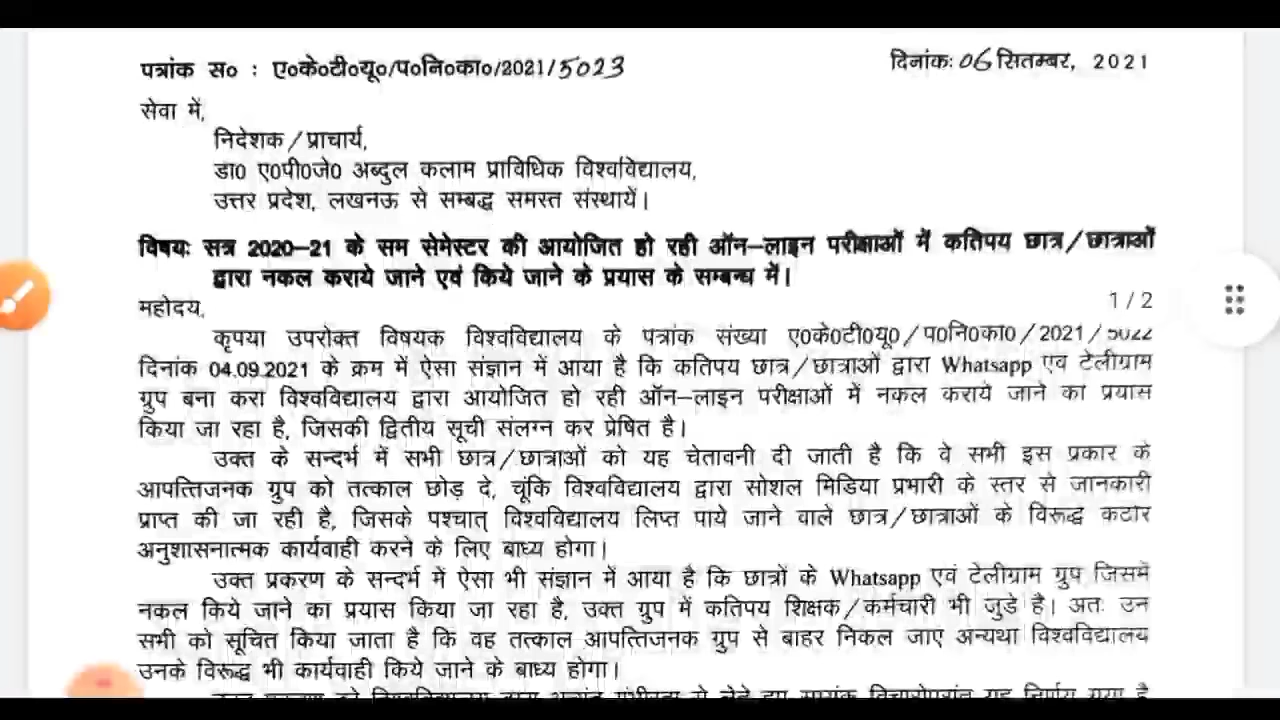 पत्रांक स० : ए०के०टी०यू०/प०नि०का०/2021/5023
दिनांकः 06 सितम्बर, 2021
सेवा में,
निदेशक/प्राचार्य,
डा० ए०पी०जे० अब्दुल कलाम प्राविधिक विश्वविद्यालय,
उत्तर प्रदेश, लखनऊ से सम्बद्ध समस्त संस्थायें।
विषयः सत्र 2020–21 के सम सेमेस्टर की आयोजित हो रही ऑन–लाइन परीक्षाओं में कतिपय छात्र/छात्राओं
द्वारा नकल कराये जाने एवं किये जाने के प्रयास के सम्बन्ध में।
महोदय,
1 / 2
कृपया उपरोक्त विषयक विश्वविद्यालय के पत्रांक संख्या ए०के०टी०यू०/प०नि०का०/2021/5022
दिनांक 04.09.2021 के क्रम में ऐसा संज्ञान में आया है कि कतिपय छात्र/छात्राओं द्वारा Whatsapp एवं टेलीग्राम
ग्रुप बना करा विश्वविद्यालय द्वारा आयोजित हो रही ऑन–लाइन परीक्षाओं में नकल कराये जाने का प्रयास
किया जा रहा है, जिसकी द्वितीय सूची संलग्न कर प्रेषित है।
उक्त के सन्दर्भ में सभी छात्र/छात्राओं को यह चेतावनी दी जाती है कि वे सभी इस प्रकार के
आपत्तिजनक ग्रुप को तत्काल छोड़ दे, चूंकि विश्वविद्यालय द्वारा सोशल मिडिया प्रभारी के स्तर से जानकारी
प्राप्त की जा रही है, जिसके पश्चात् विश्वविद्यालय लिप्त पाये जाने वाले छात्र/छात्राओं के विरूद्ध कठोर
अनुशासनात्मक कार्यवाही करने के लिए बाध्य होगा।
उक्त प्रकरण के सन्दर्भ में ऐसा भी संज्ञान में आया है कि छात्रों के Whatsapp एवं टेलीग्राम ग्रुप जिसमें
नकल किये जाने का प्रयास किया जा रहा है, उक्त ग्रुप में कतिपय शिक्षक/कर्मचारी भी जुडे है। अतः उन
सभी को सूचित किया जाता है कि वह तत्काल आपत्तिजनक ग्रुप से बाहर निकल जाए अन्यथा विश्वविद्यालय
उनके विरूद्ध भी कार्यवाही किये जाने के बाध्य होगा।